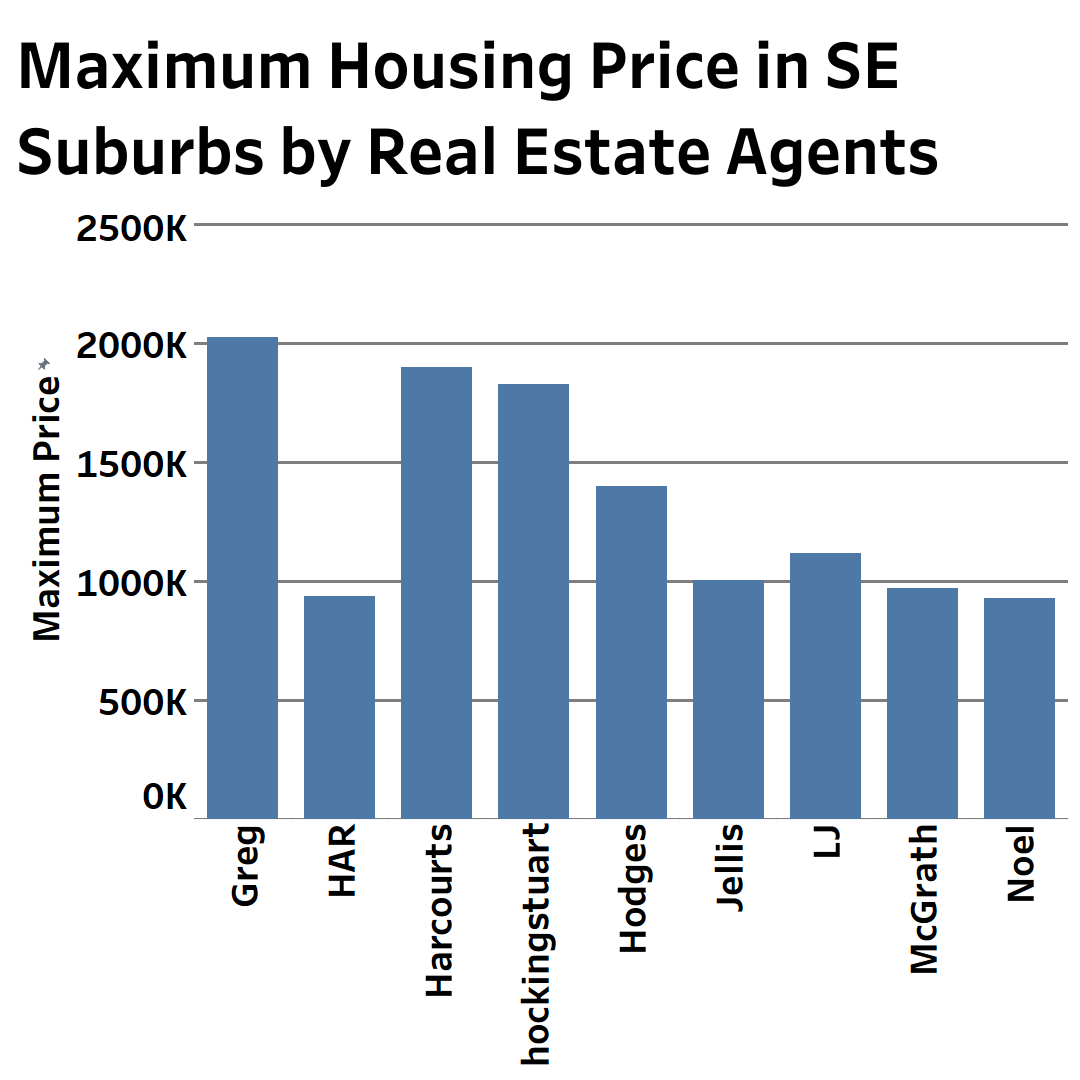 Maximum Housing Price in SE
Suburbs by Real Estate Agents
2500K
2000K
1500K
1000K
500K
0K
Maximum Price
Greg
HAR
Harcourts
hockingstuart
Hodges
Jellis
LJ
McGrath
Noel